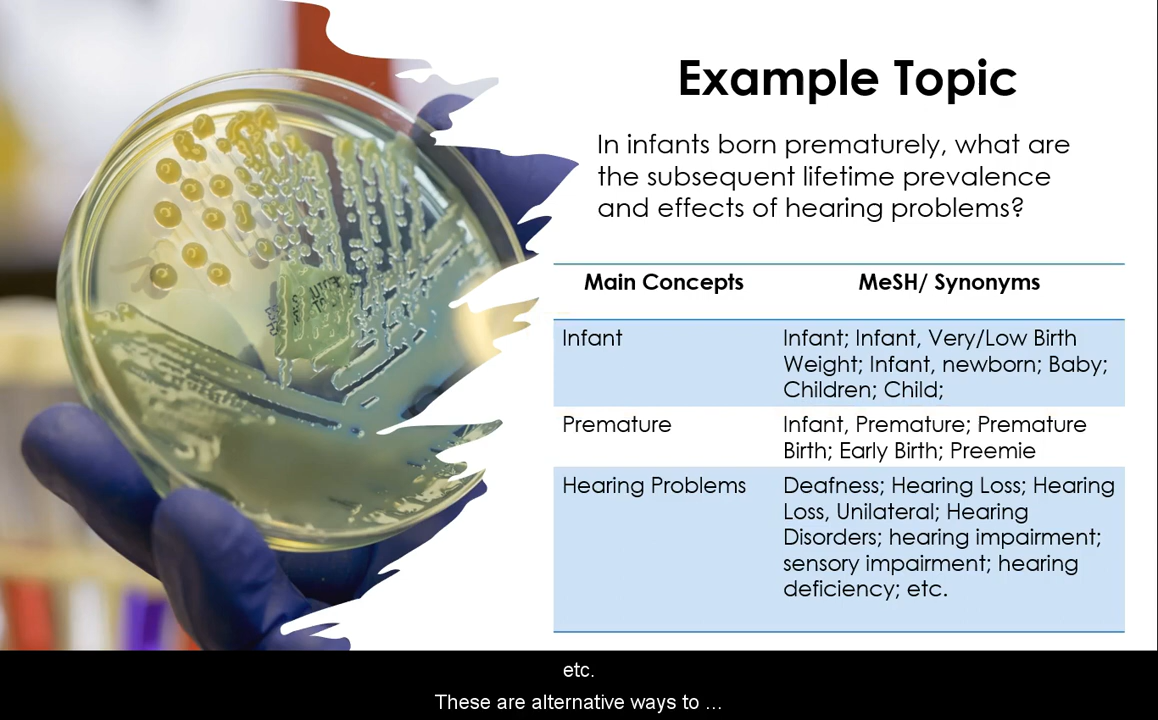 Example Topic
In infants born prematurely, what are
the subsequent lifetime prevalence
and effects of hearing problems?
Main Concepts
MeSH/ Synonyms
Infant
Infant; Infant, Very/Low Birth
Weight; Infant, newborn; Baby;
Children; Child;
Premature
Infant, Premature; Premature
Birth; Early Birth; Preemie
Hearing Problems
Deafness; Hearing Loss; Hearing
Loss, Unilateral; Hearing
Disorders; hearing impairment;
sensory impairment; hearing
deficiency; etc.
etc.
These are alternative ways to ...